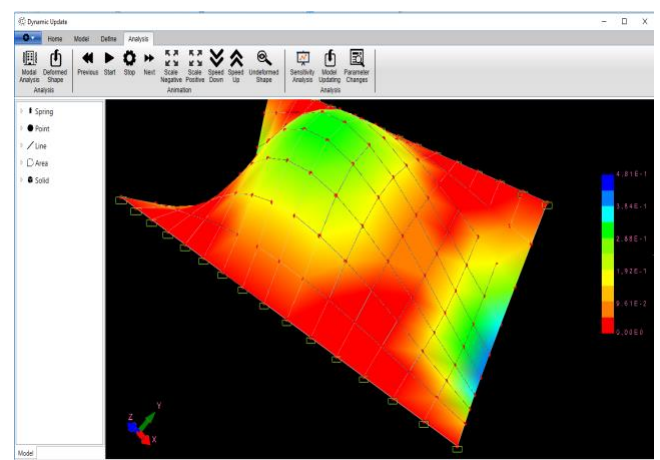 Dynamic Update
Home Model Define Analysis
Modal Analysis
Deformed Shape
Previous
Start
Stop
Next
Scale Negative
Scale Positive
Speed Down
Speed Up
Undeformed Shape
Sensitivity Analysis
Model Updating
Parameter Changes
Analysis Animation Analysis
Spring
Point
Line
Area
Solid
4,81E-1
3,84E-1
2,88E-1
1,92E-1
9,61E-2
0,00E0
Z
Y
X
Model